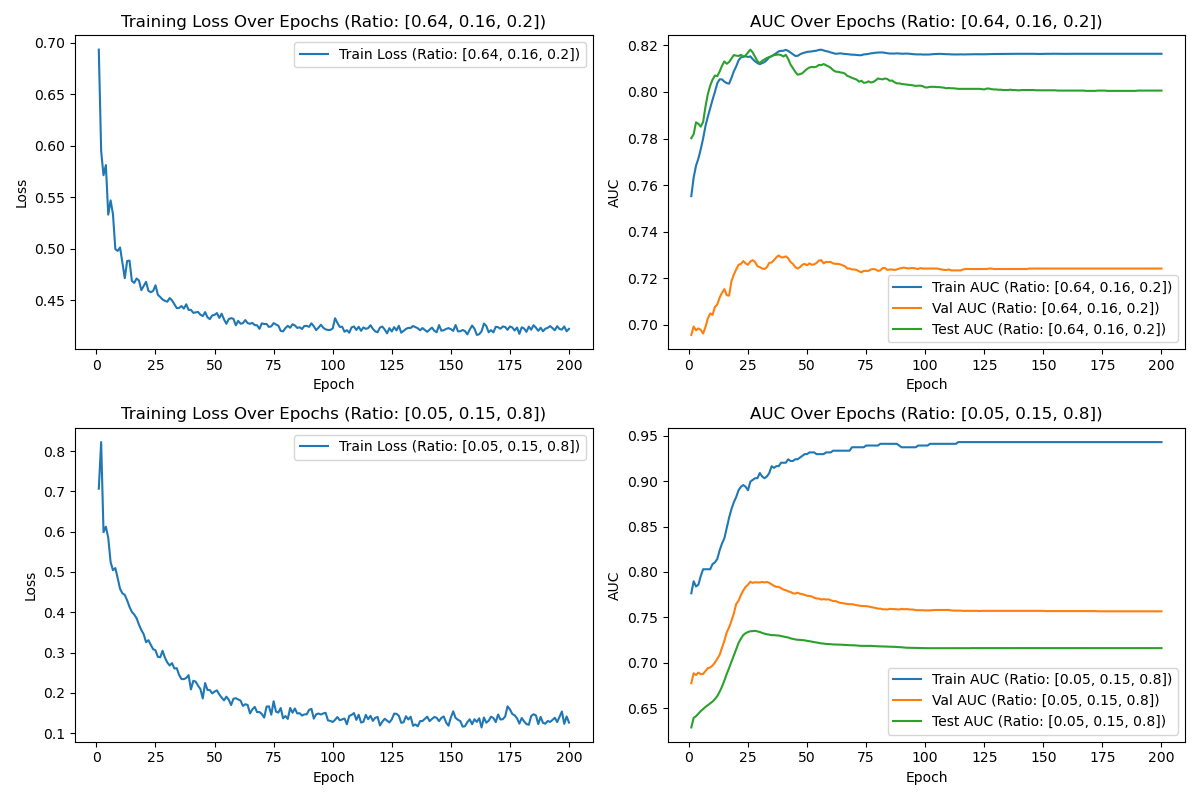 Training Loss Over Epochs (Ratio: [0.64, 0.16, 0.2])
0.70
0.65
0.60
0.55
0.50
0.45
Loss
Train Loss (Ratio: [0.64, 0.16, 0.2])
0 25 50 75 100 125 150 175 200
Epoch
AUC Over Epochs (Ratio: [0.64, 0.16, 0.2])
0.82
0.80
0.78
0.76
0.74
0.72
0.70
AUC
Train AUC (Ratio: [0.64, 0.16, 0.2])
Val AUC (Ratio: [0.64, 0.16, 0.2])
Test AUC (Ratio: [0.64, 0.16, 0.2])
0 25 50 75 100 125 150 175 200
Epoch
Training Loss Over Epochs (Ratio: [0.05, 0.15, 0.8])
0.8
0.7
0.6
0.5
0.4
0.3
0.2
0.1
Loss
Train Loss (Ratio: [0.05, 0.15, 0.8])
0 25 50 75 100 125 150 175 200
Epoch
AUC Over Epochs (Ratio: [0.05, 0.15, 0.8])
0.95
0.90
0.85
0.80
0.75
0.70
0.65
AUC
Train AUC (Ratio: [0.05, 0.15, 0.8])
Val AUC (Ratio: [0.05, 0.15, 0.8])
Test AUC (Ratio: [0.05, 0.15, 0.8])
0 25 50 75 100 125 150 175 200
Epoch